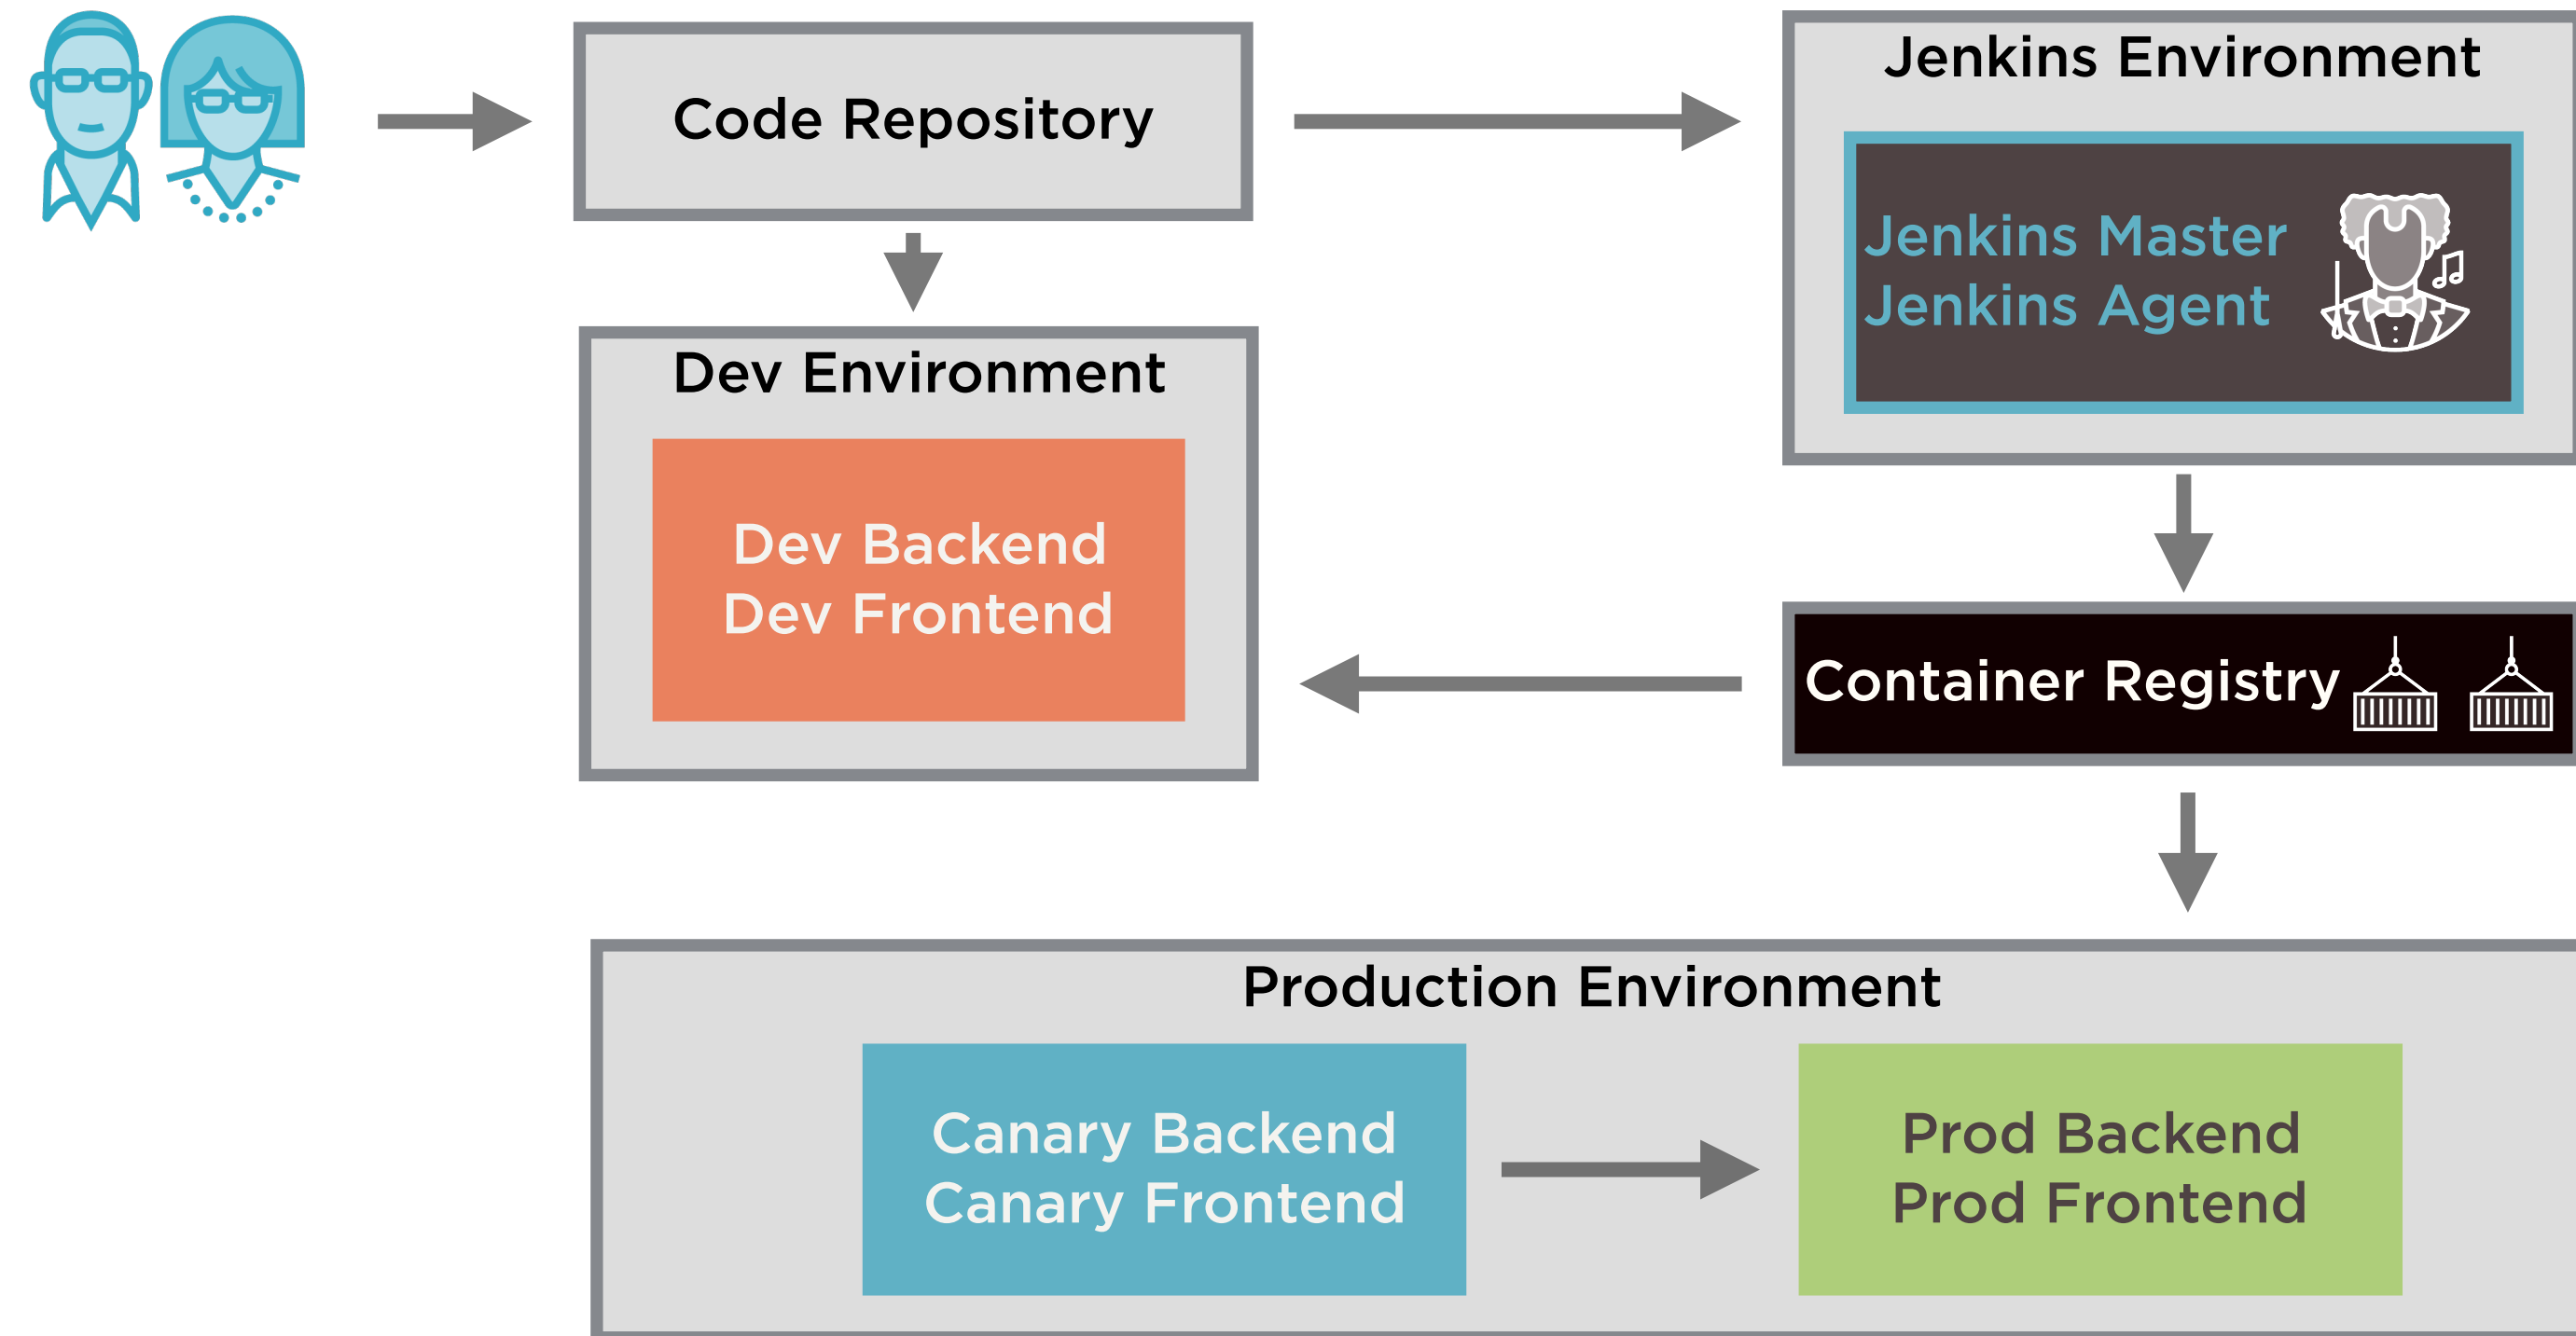 Code Repository
Jenkins Environment
Jenkins Master
Jenkins Agent
Dev Environment
Dev Backend
Dev Frontend
Container Registry
Production Environment
Canary Backend
Canary Frontend
Prod Backend
Prod Frontend